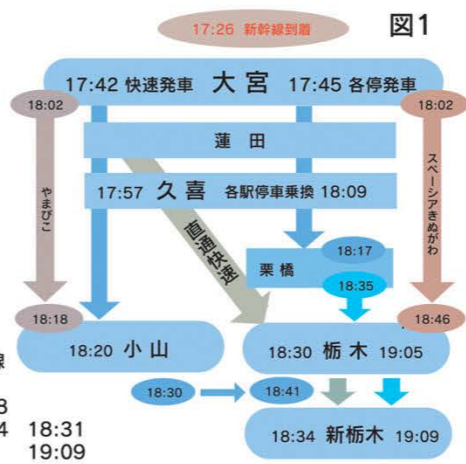 図1
17:26 新幹線到着
17:42 快速発車 大宮 17:45 各停発車
18:02
18:02
蓮田
やまびこ
スペーシアきぬがわ
17:57 久喜 各駅停車乗換 18:09
直通快速
18:17
栗橋
18:35
18:18
18:46
18:20 小山
18:30 栃木 19:05
線
18:30
18:41
8
4 18:31
19:09
18:34 新栃木 19:09